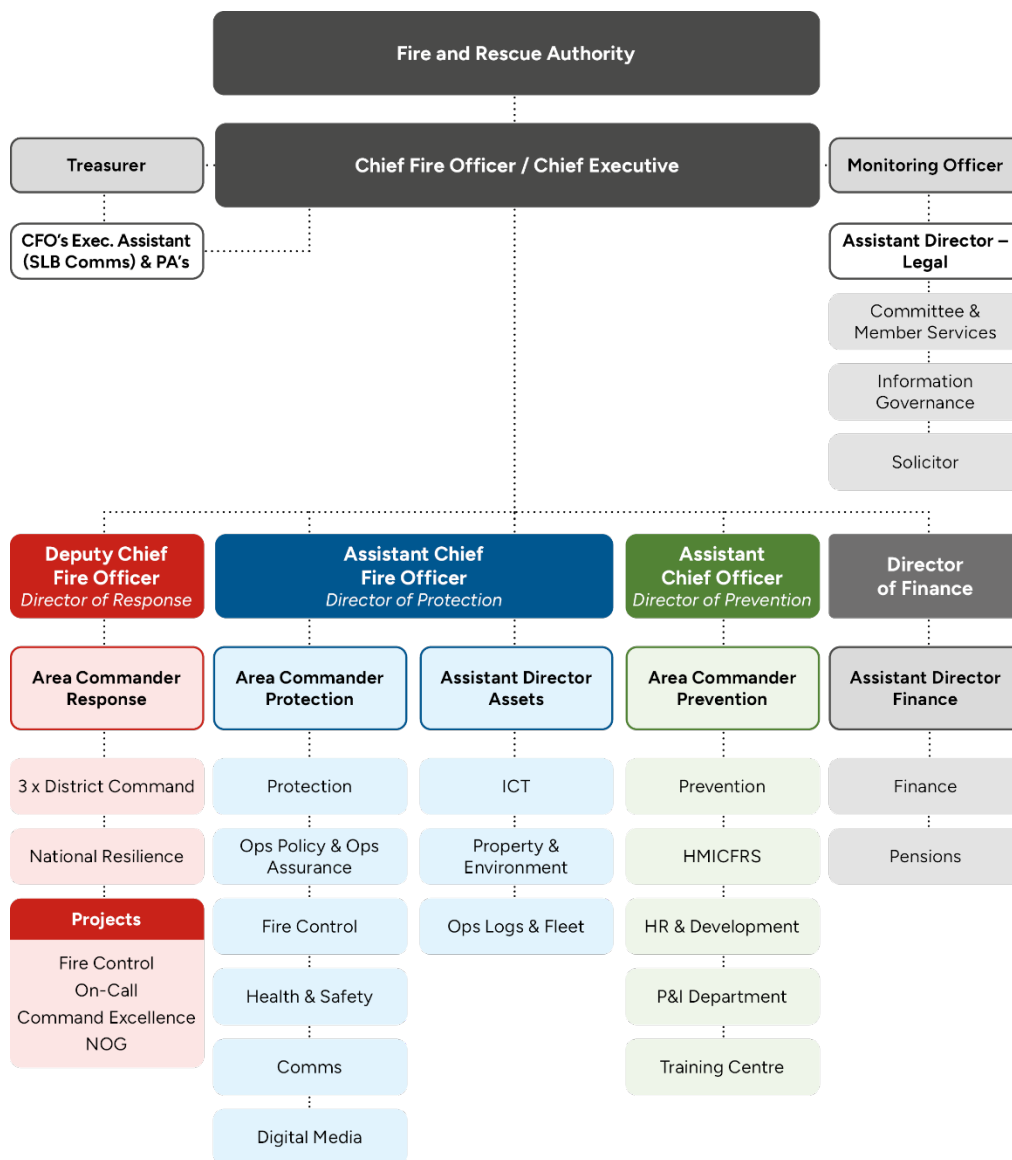 Fire and Rescue Authority
Treasurer
Chief Fire Officer / Chief Executive
Monitoring Officer
CFO's Exec. Assistant
(SLB Comms) & PA's
Assistant Director –
Legal
Committee &
Member Services
Information
Governance
Solicitor
Deputy Chief
Fire Officer
Director of Response
Assistant Chief
Fire Officer
Director of Protection
Assistant
Chief Officer
Director of Prevention
Director
of Finance
Area Commander
Response
Area Commander
Protection
Assistant Director
Assets
Area Commander
Prevention
Assistant Director
Finance
3 x District Command
Protection
ICT
Prevention
Finance
National Resilience
Ops Policy & Ops
Assurance
Property &
Environment
HMICFRS
Pensions
Projects
Fire Control
On-Call
Command Excellence
NOG
Fire Control
Ops Logs & Fleet
HR & Development
Health & Safety
P&I Department
Comms
Training Centre
Digital Media